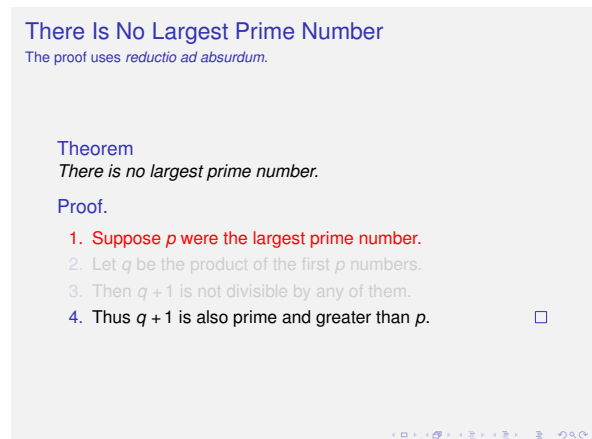 There Is No Largest Prime Number
The proof uses reductio ad absurdum.
Theorem
There is no largest prime number.
Proof.
1. Suppose p were the largest prime number.
2. Let q be the product of the first p numbers.
3. Then q + 1 is not divisible by any of them.
4. Thus q + 1 is also prime and greater than p.